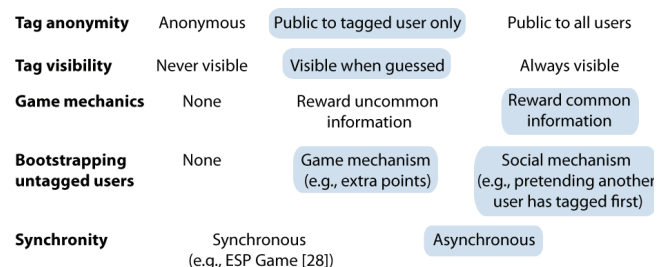 Tag anonymity Anonymous Public to tagged user only Public to all users
Tag visibility Never visible Visible when guessed Always visible
Game mechanics None Reward uncommon information Reward common information
Bootstrapping untagged users None Game mechanism (e.g., extra points) Social mechanism (e.g., pretending another user has tagged first)
Synchronity Synchronous (e.g., ESP Game [28]) Asynchronous